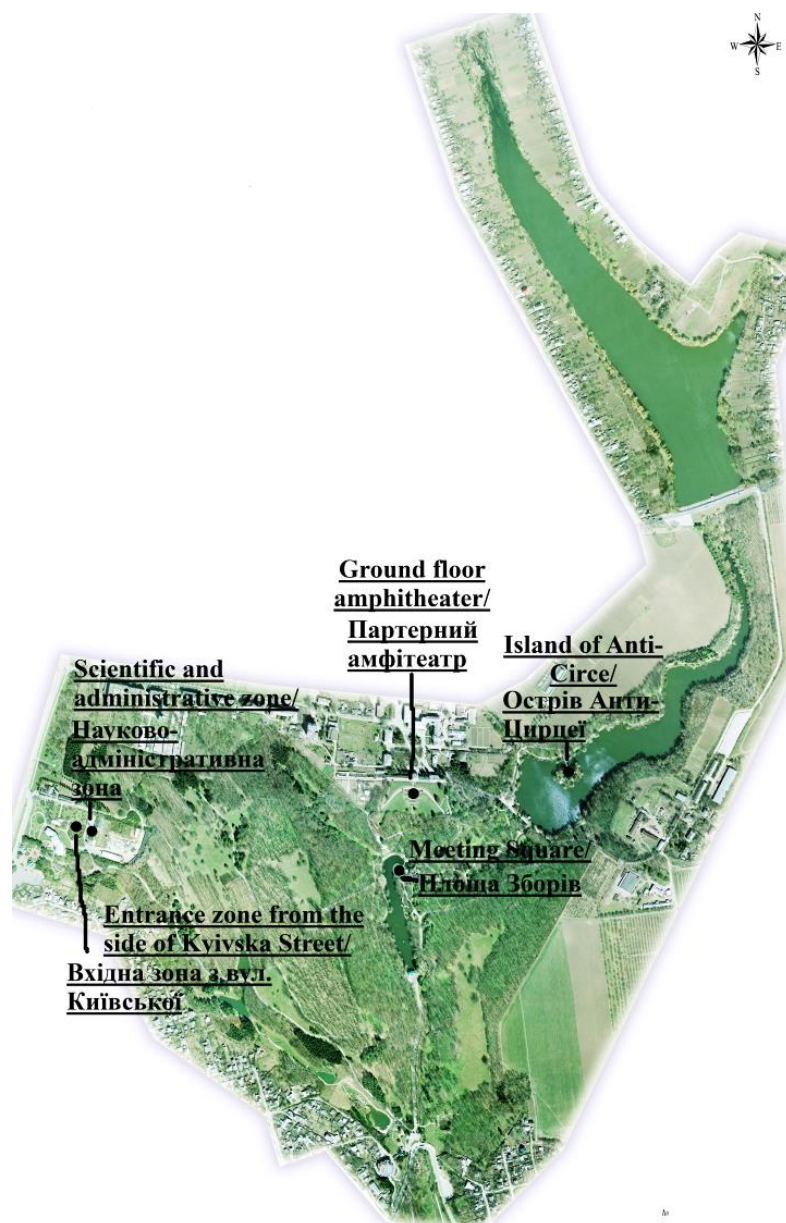 N
W E
S
Ground floor
amphitheater/
Партерний
амфітеатр
Island of Anti-
Circe/
Острів Анти-
Цирцеї
Scientific and
administrative zone/
Науково-
адміністративна
зона
Meeting Square/
Площа Зборів
Entrance zone from the
side of Kyivska Street/
Вхідна зона з вул.
Київської